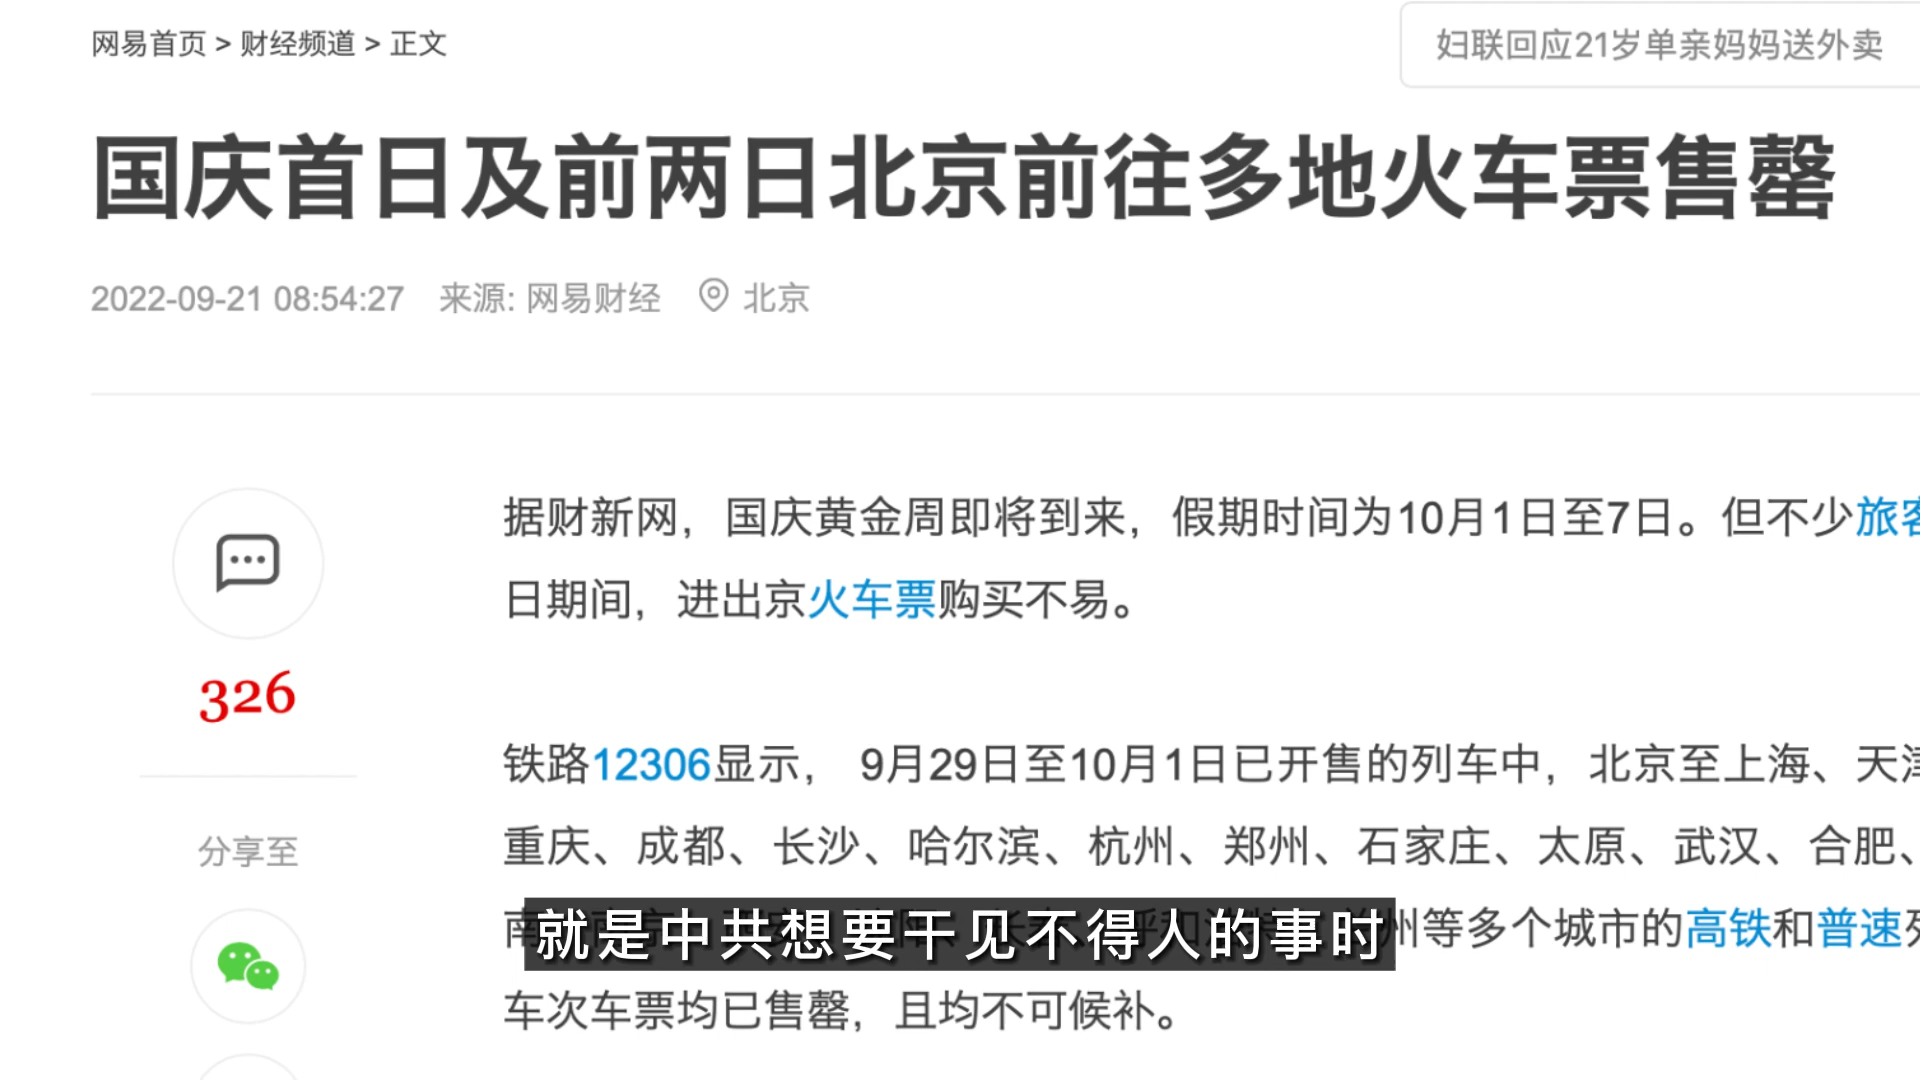 网易首页 > 财经频道 > 正文
妇联回应21岁单亲妈妈送外卖
国庆首日及前两日北京前往多地火车票售罄
2022-09-21 08:54:27 来源: 网易财经 北京
据财新网，国庆黄金周即将到来，假期时间为10月1日至7日。但不少旅客
日期间，进出京火车票购买不易。
326
铁路12306显示， 9月29日至10月1日已开售的列车中，北京至上海、天津
分享至
重庆、成都、长沙、哈尔滨、杭州、郑州、石家庄、太原、武汉、合肥、
州等多个城市的高铁和普速列
就是中共想要干见不得人的事时
车次车票均已售罄，且均不可候补。